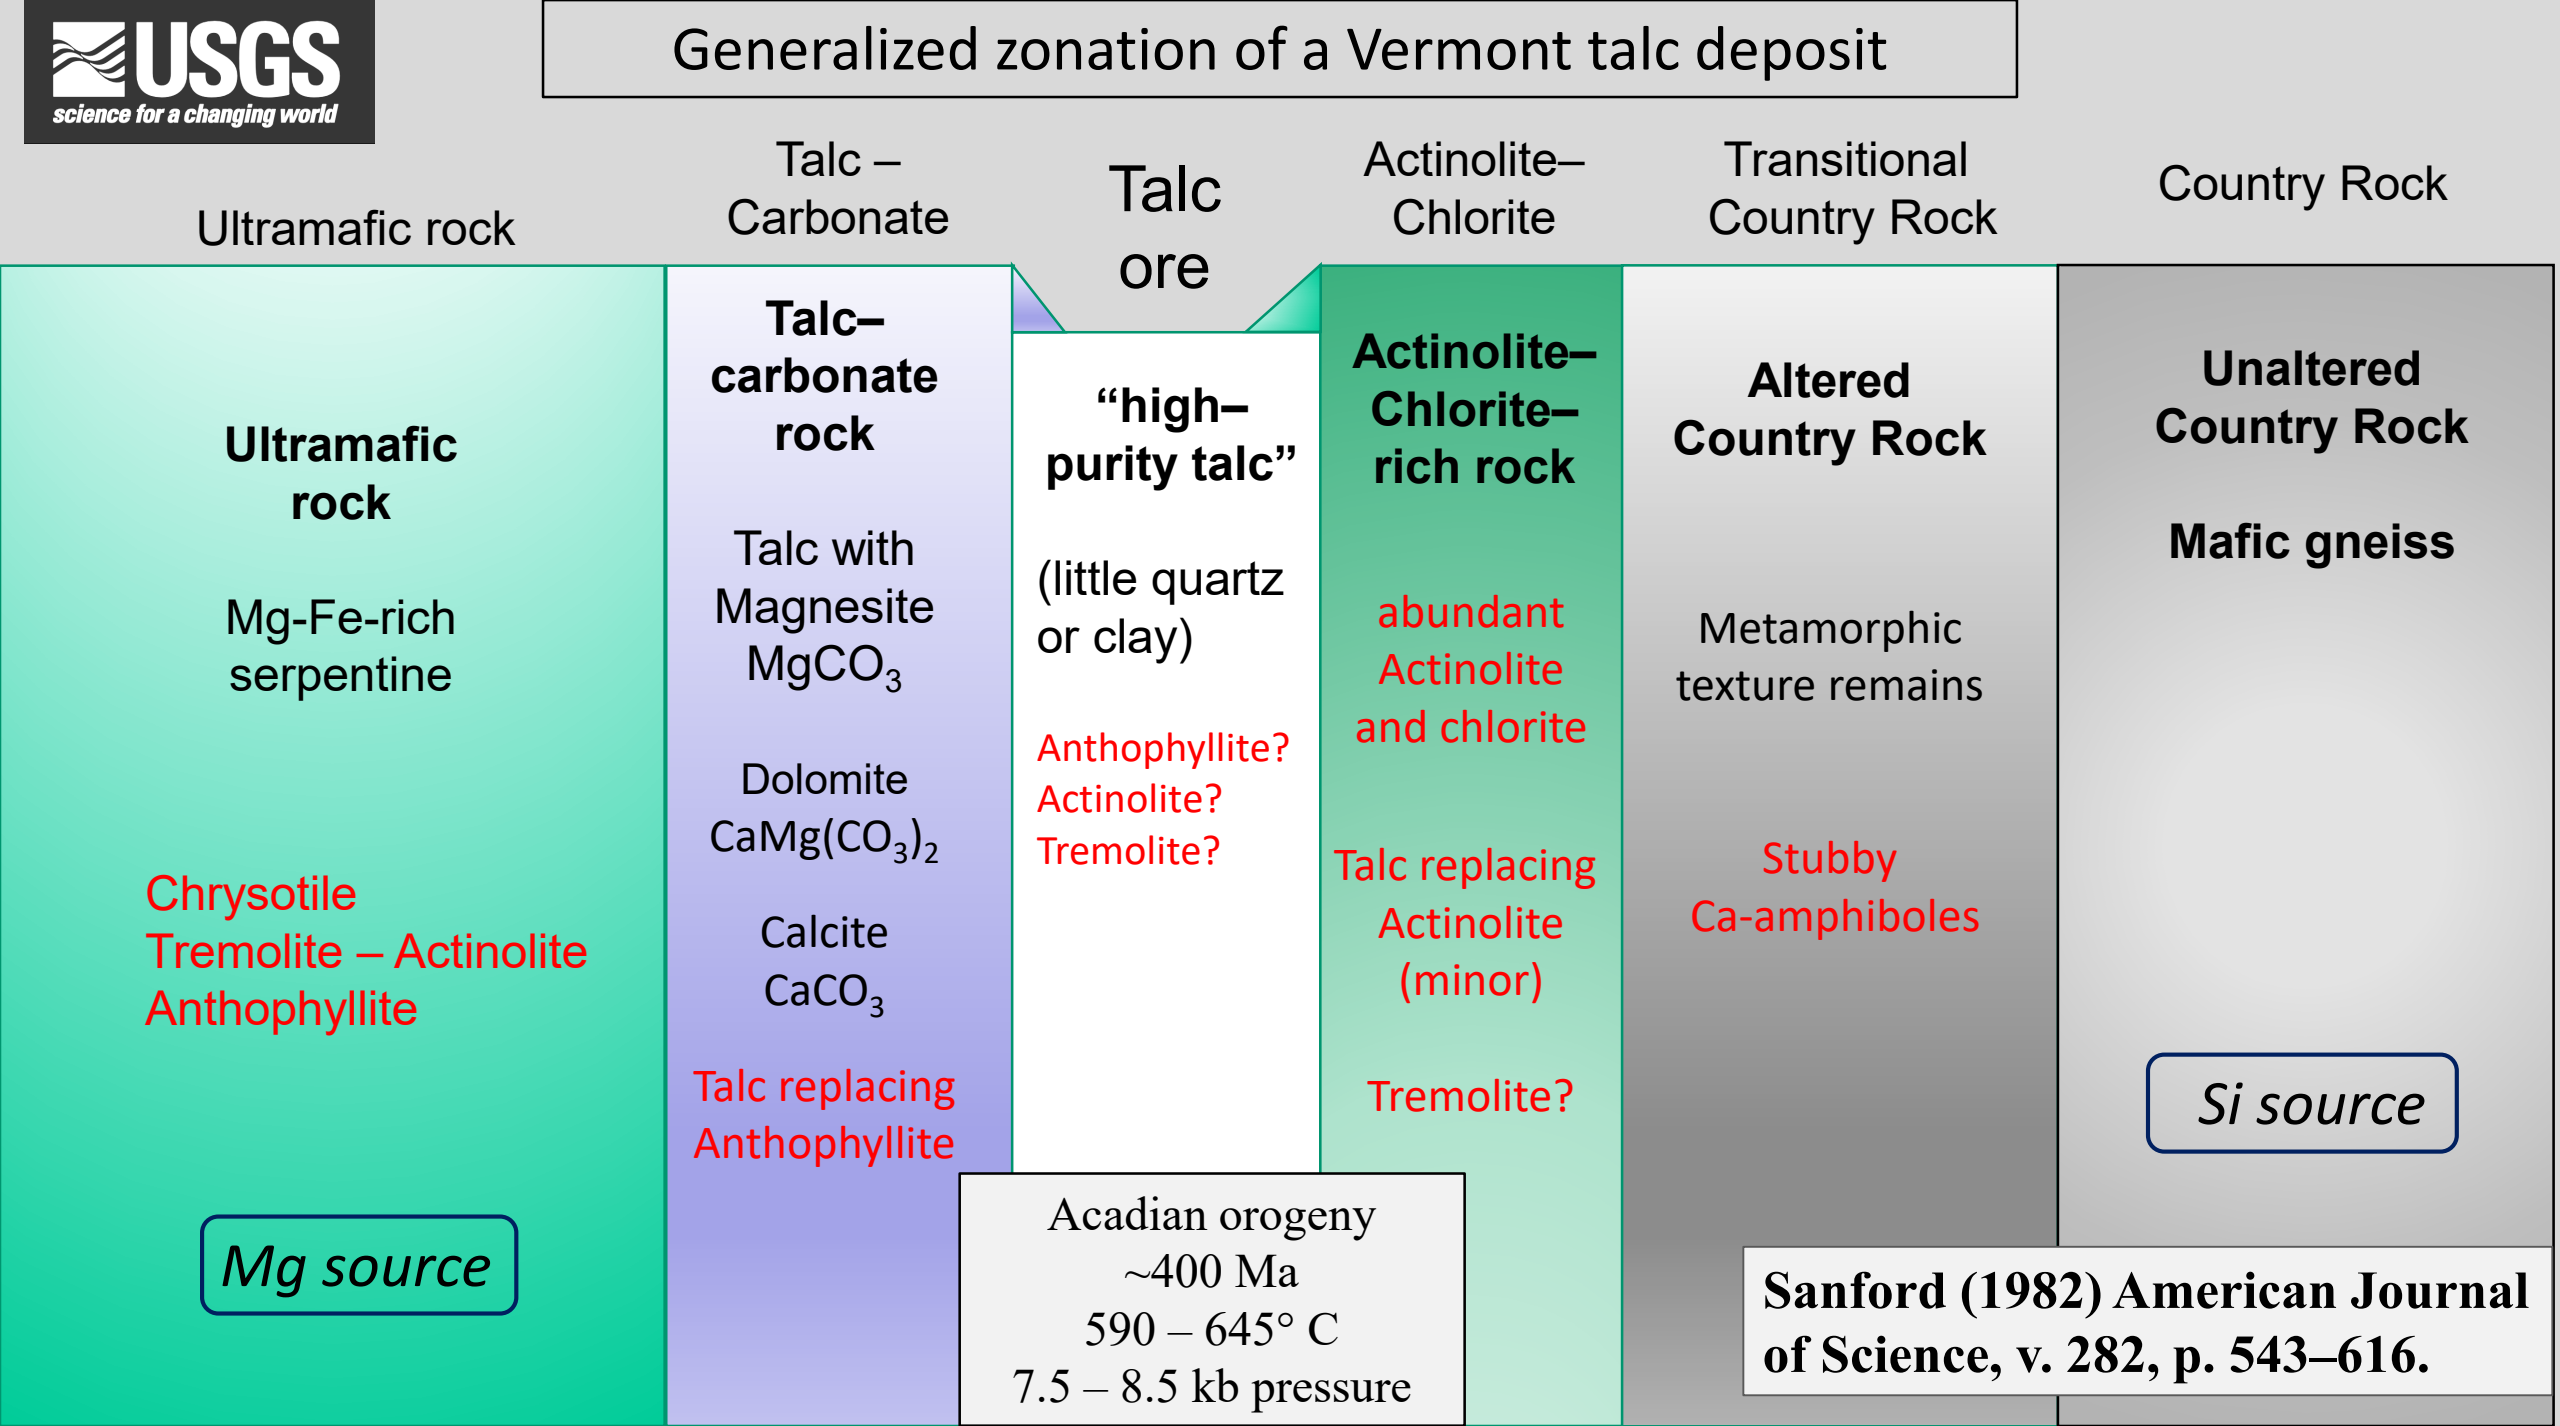 USGS
science for a changing world
Generalized zonation of a Vermont talc deposit
Ultramafic rock
Talc –
Carbonate
Talc
ore
Actinolite–
Chlorite
Transitional
Country Rock
Country Rock
Ultramafic
rock
Mg-Fe-rich
serpentine
Chrysotile
Tremolite – Actinolite
Anthophyllite
Mg source
Talc–
carbonate
rock
Talc with
Magnesite
MgCO₃
Dolomite
CaMg(CO₃)₂
Calcite
CaCO₃
Talc replacing
Anthophyllite
“high–
purity talc”
(little quartz
or clay)
Anthophyllite?
Actinolite?
Tremolite?
Acadian orogeny
~400 Ma
590 – 645° C
7.5 – 8.5 kb pressure
Actinolite–
Chlorite–
rich rock
abundant
Actinolite
and chlorite
Talc replacing
Actinolite
(minor)
Tremolite?
Altered
Country Rock
Metamorphic
texture remains
Stubby
Ca-amphiboles
Unaltered
Country Rock
Mafic gneiss
Si source
Sanford (1982) American Journal
of Science, v. 282, p. 543–616.